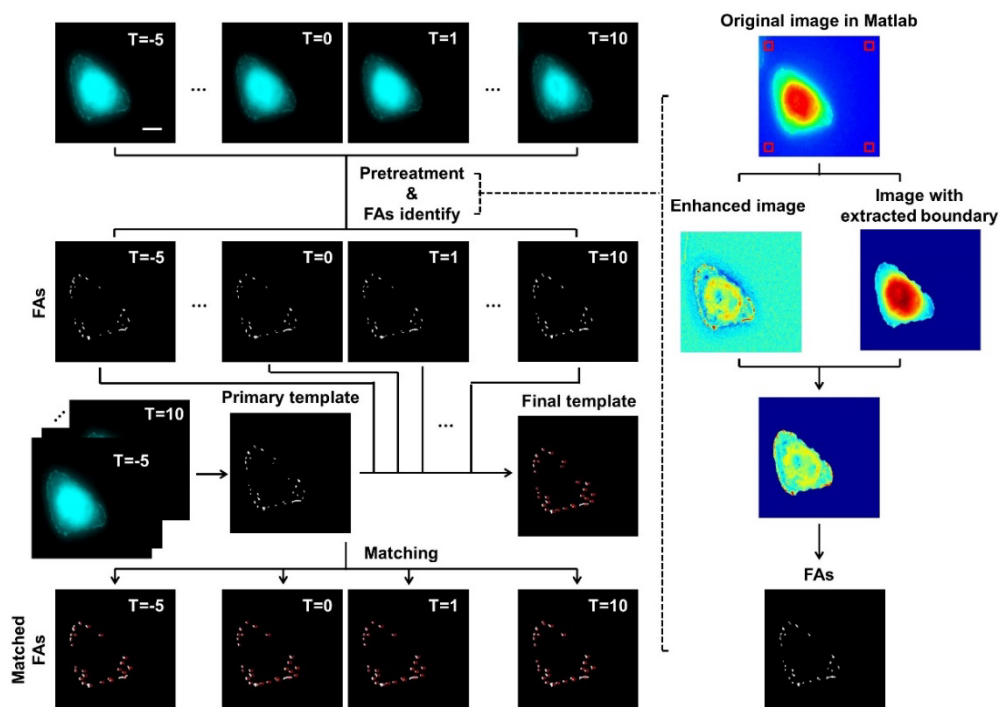 T=-5
...
T=0
T=1
...
T=10
Original image in Matlab
Pretreatment
&
FAs identify
Enhanced image
Image with
extracted boundary
FAs
T=-5
...
T=0
T=1
...
T=10
Primary template
...
Final template
...
T=10
T=-5
Matching
FAs
Matched
FAs
T=-5
T=0
T=1
T=10